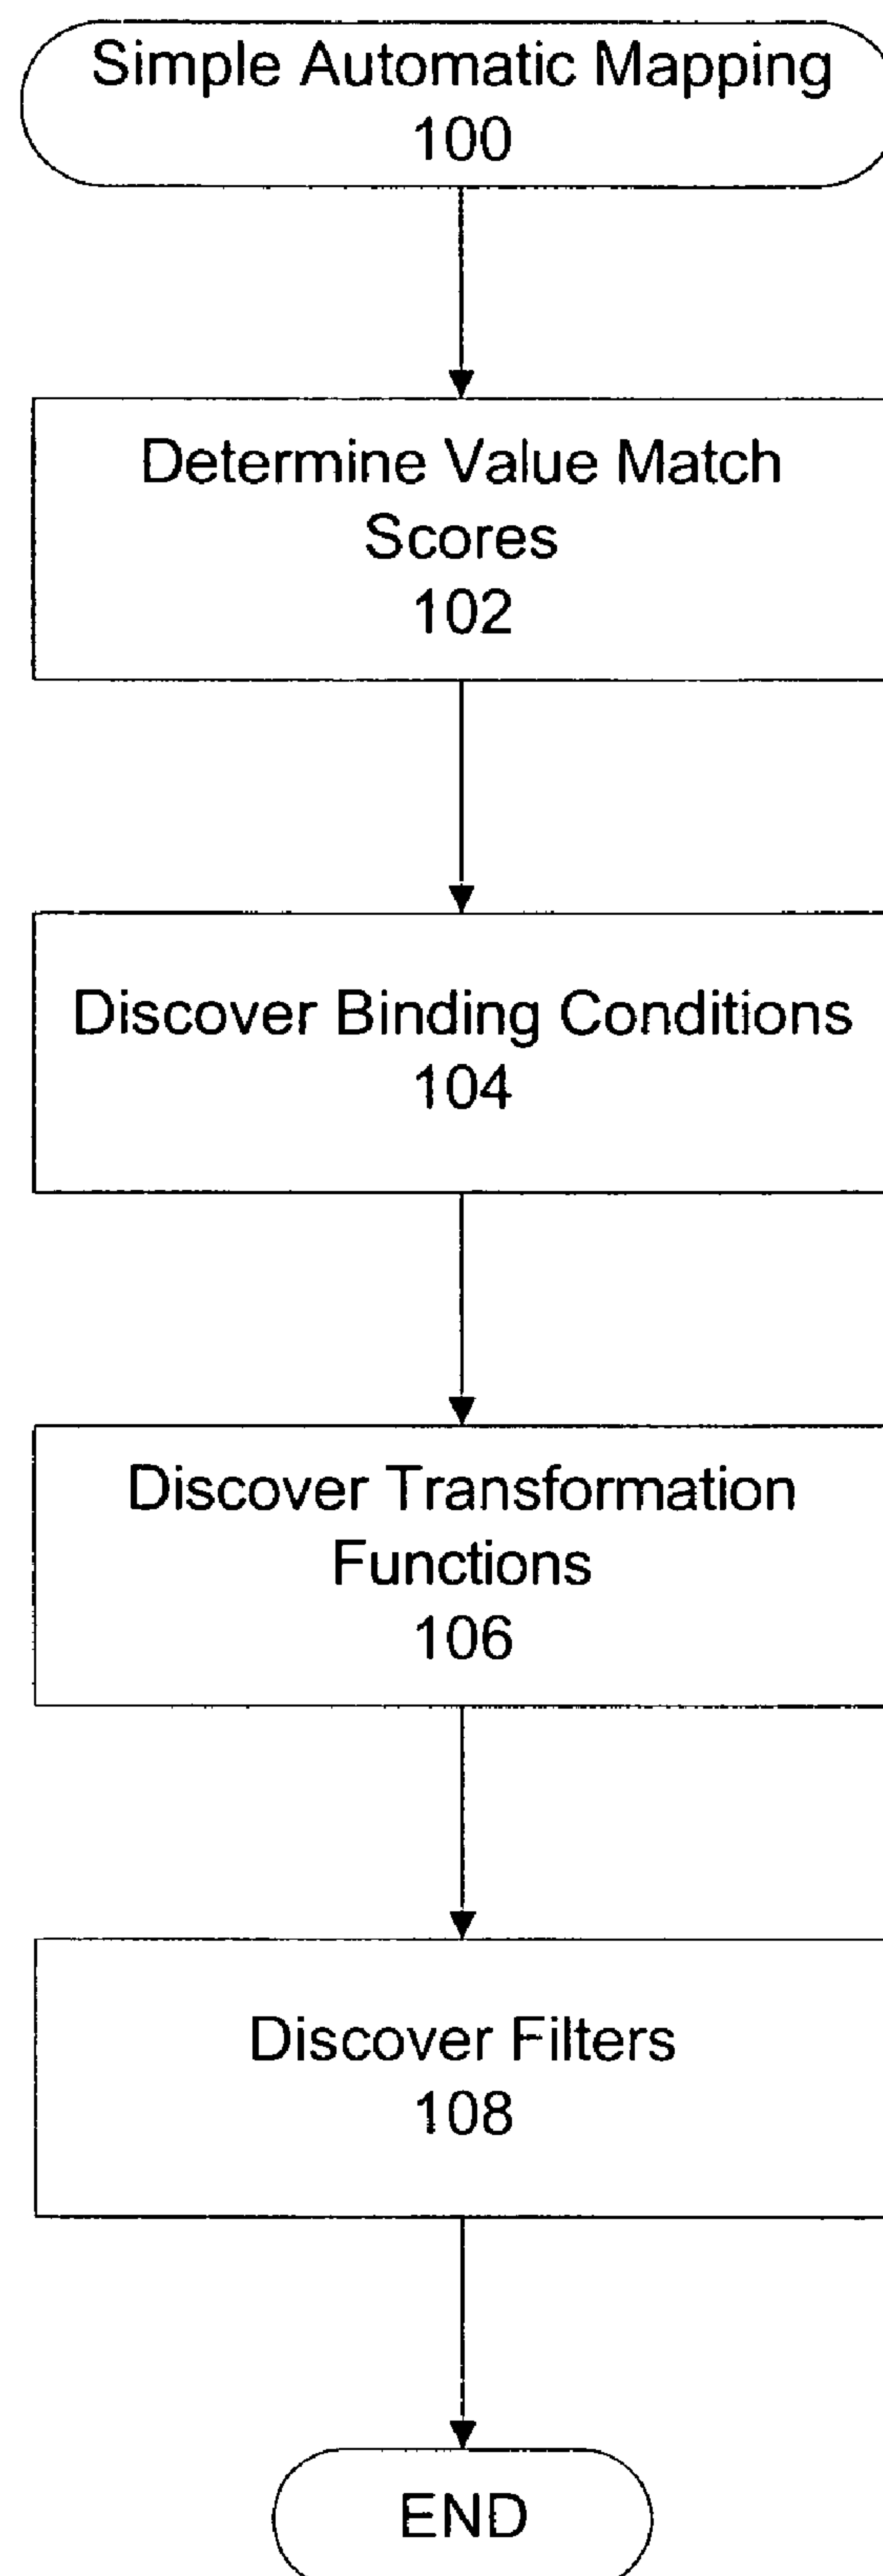 Simple Automatic Mapping
100
Determine Value Match
Scores
102
Discover Binding Conditions
104
Discover Transformation
Functions
106
Discover Filters
108
END